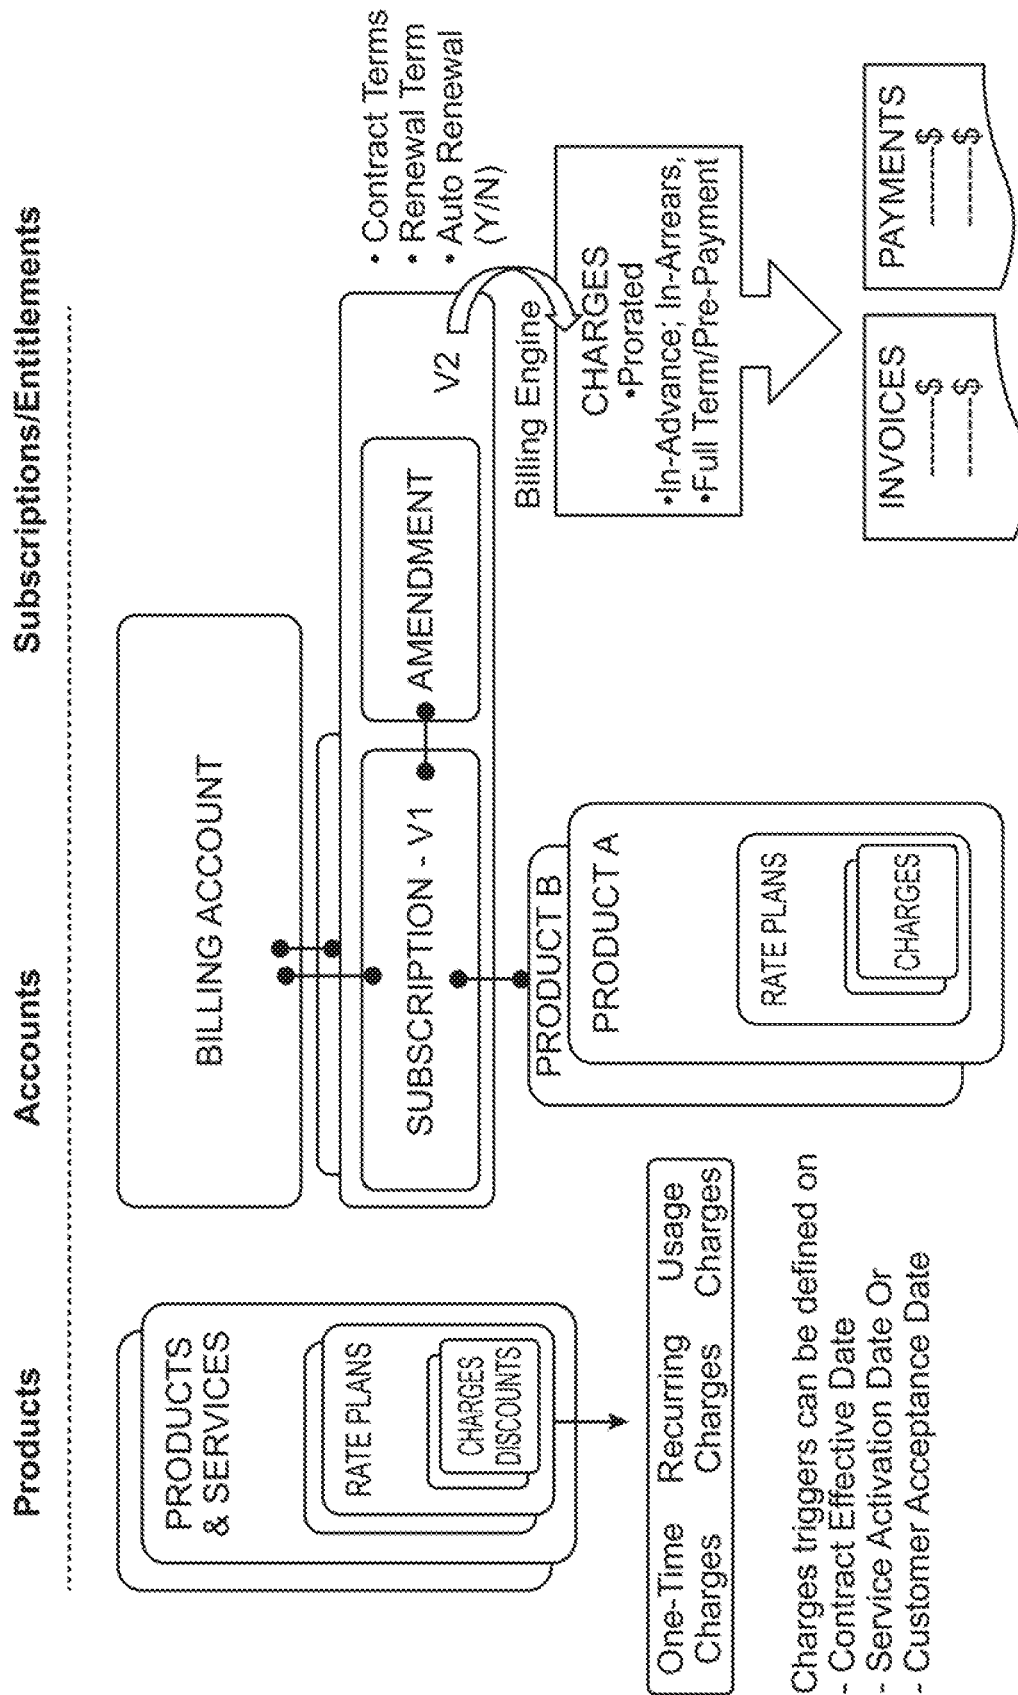 Products
Accounts
Subscriptions/Entitlements
PRODUCTS
& SERVICES
RATE PLANS
CHARGES
DISCOUNTS
One-Time
Charges
Recurring
Charges
Usage
Charges
Charges triggers can be defined on
- Contract Effective Date
- Service Activation Date Or
- Customer Acceptance Date
BILLING ACCOUNT
SUBSCRIPTION - V1
AMENDMENT
V2
PRODUCT B
PRODUCT A
RATE PLANS
CHARGES
• Contract Terms
• Renewal Term
• Auto Renewal
(Y/N)
Billing Engine
CHARGES
•Prorated
•In-Advance; In-Arrears,
•Full Term/Pre-Payment
INVOICES
-------$
-------$
PAYMENTS
-------$
-------$